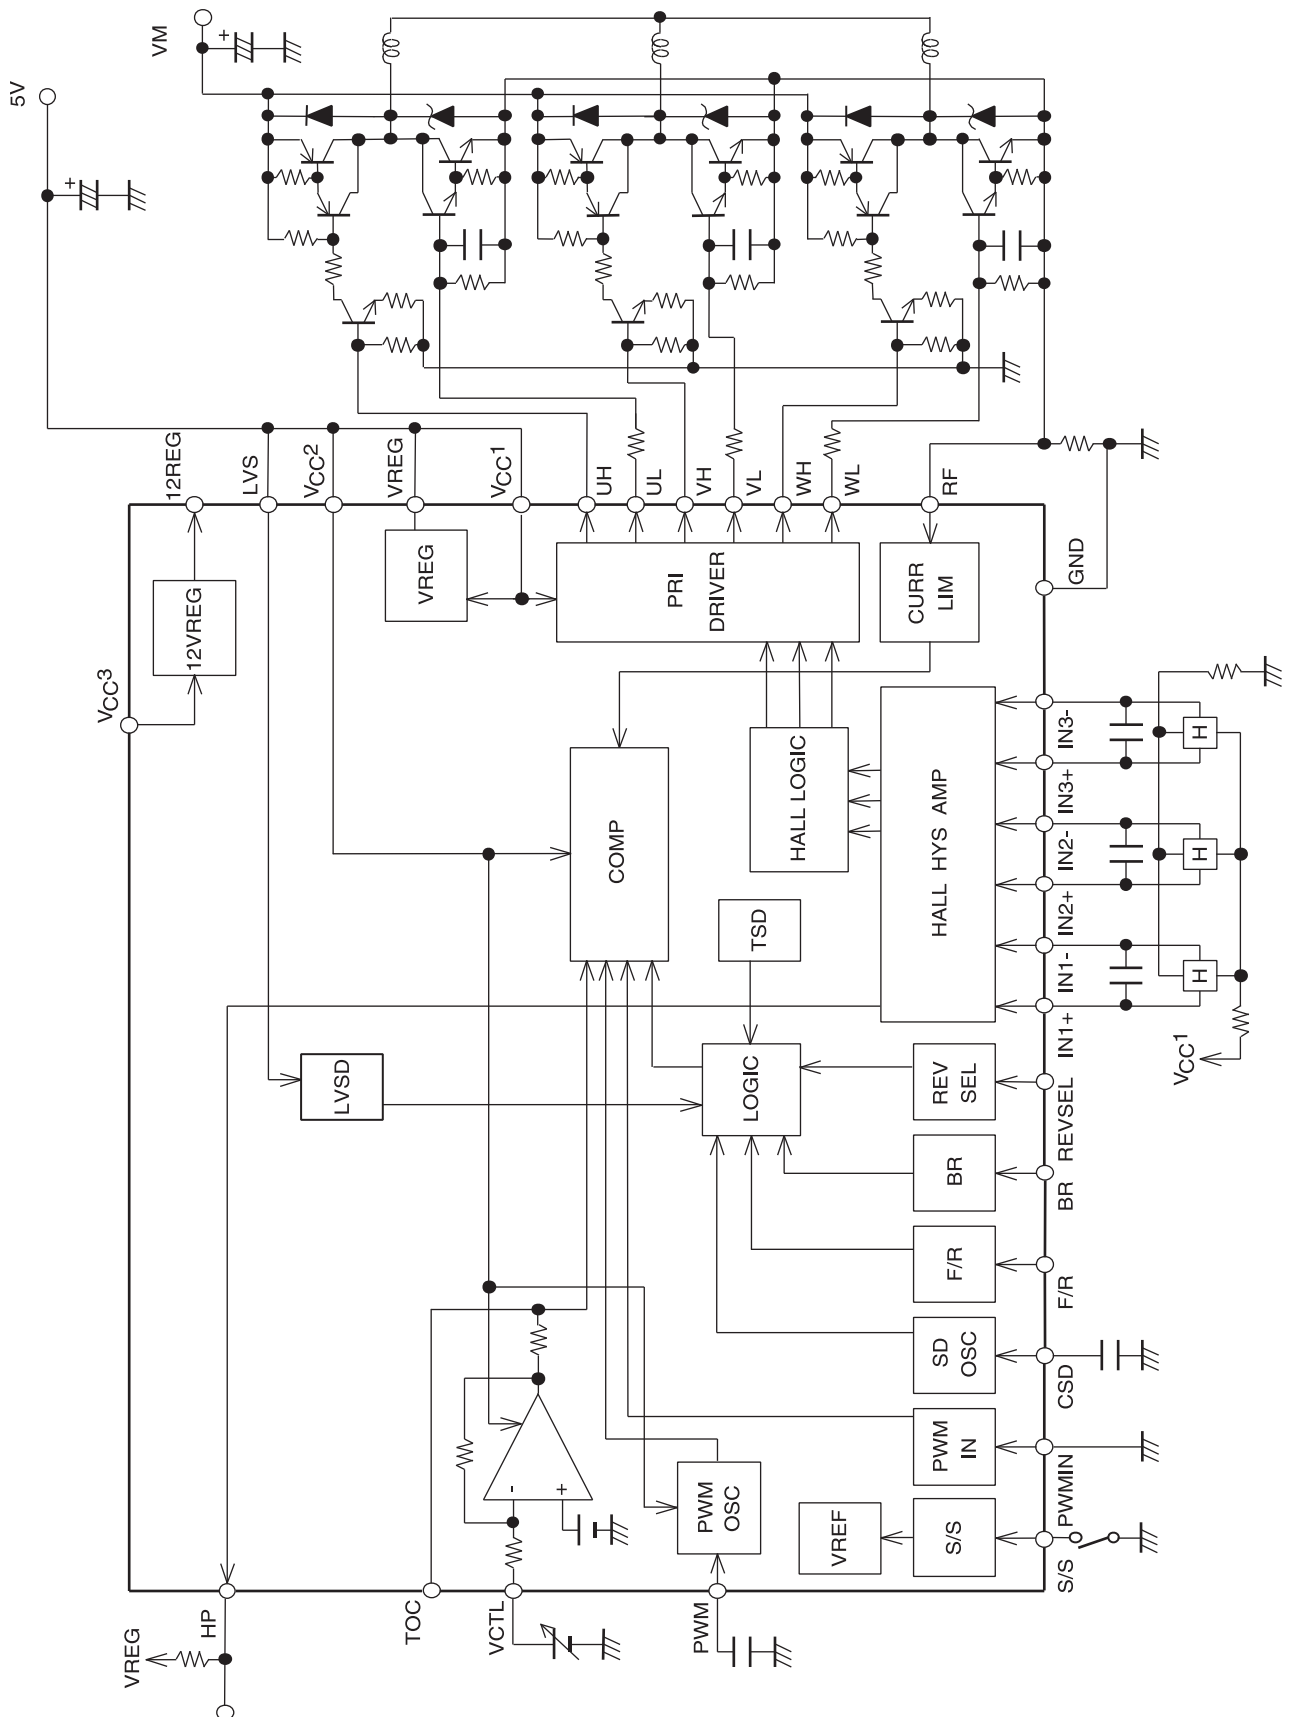 VM
+
5V
+
12REG
LVS
VCC2
VREG
VCC1
UH
UL
VH
VL
WH
WL
RF
GND
VCC3
12VREG
VREG
PRI
DRIVER
CURR
LIM
COMP
HALL LOGIC
HALL HYS AMP
IN3-
IN3+
IN2-
IN2+
IN1-
IN1+
H
H
H
VCC1
TSD
LVSD
LOGIC
REV
SEL
REVSEL
BR
BR
F/R
F/R
SD
OSC
CSD
PWM
IN
PWMIN
S/S
S/S
VREF
PWM
OSC
-
+
VREG
HP
TOC
VCTL
PWM